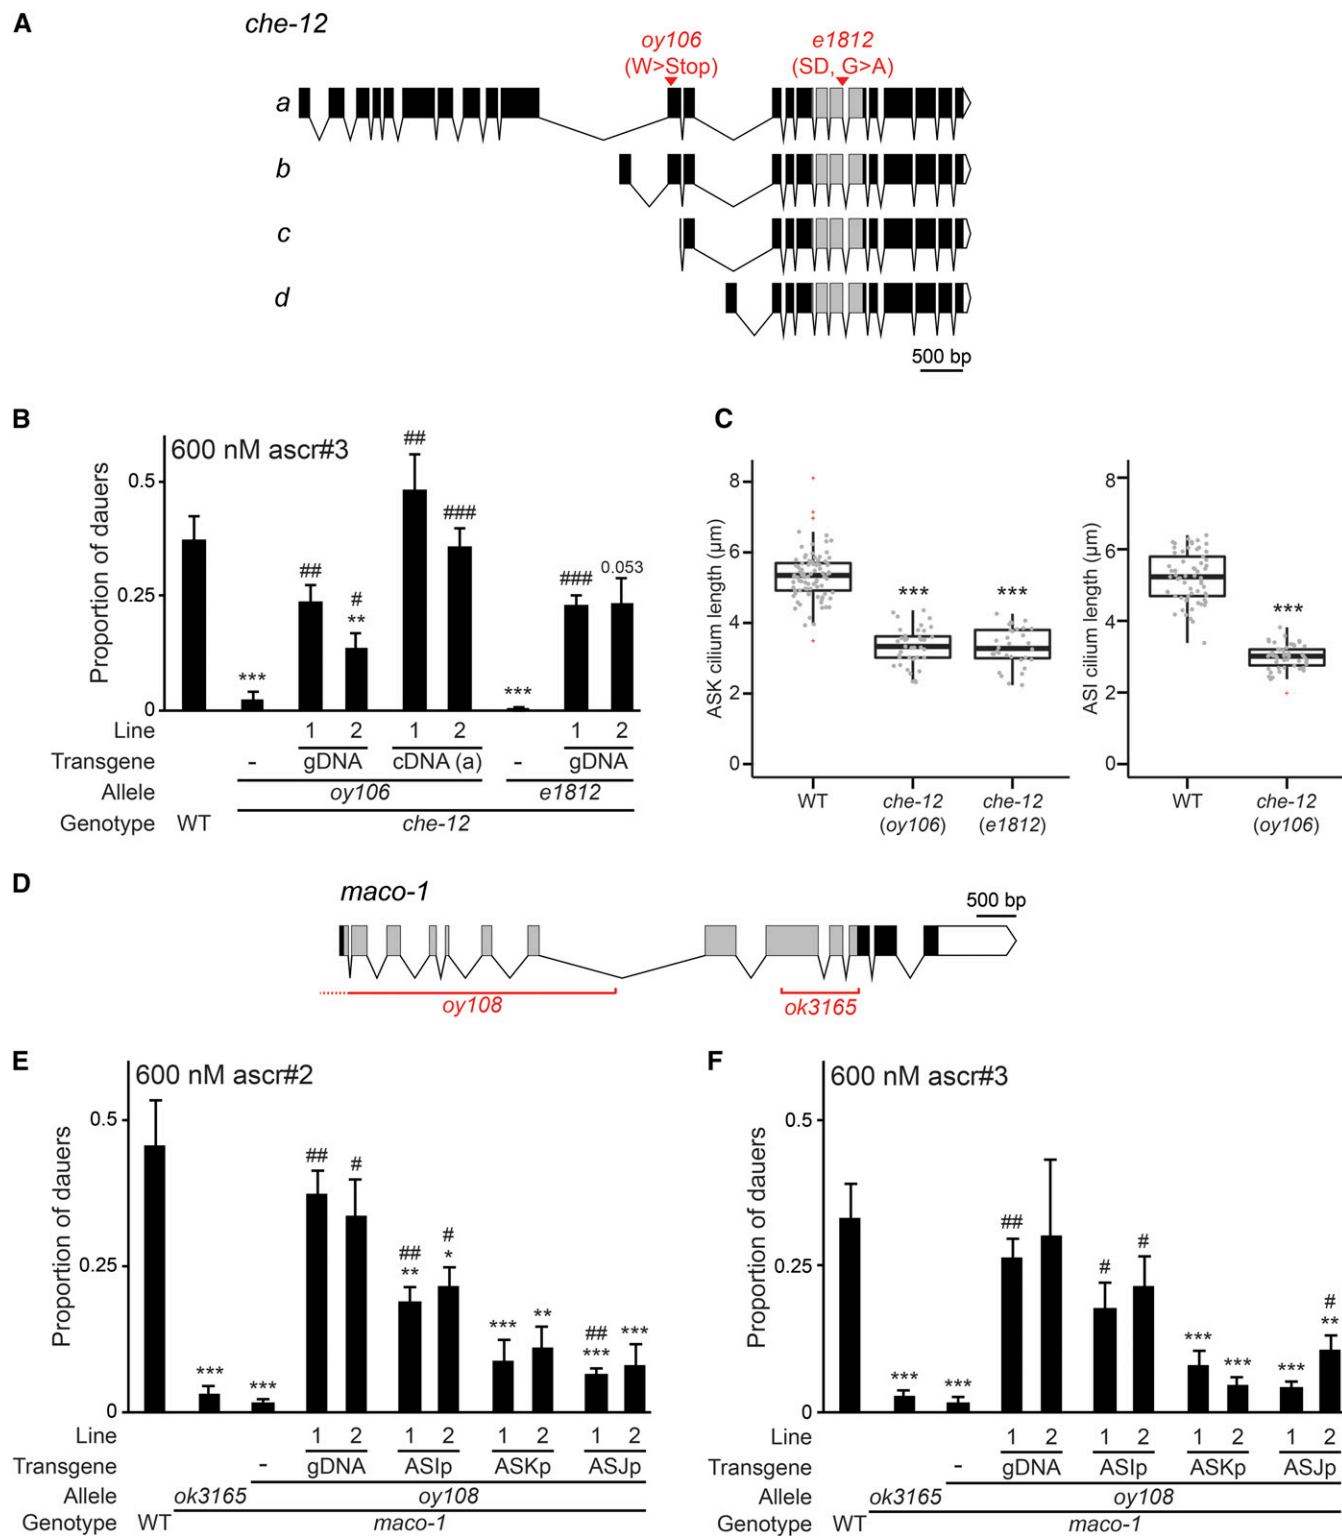 A
che-12
oy106
(W>Stop)
e1812
(SD, G>A)
a
b
c
d
500 bp
B
600 nM ascr#3
Proportion of dauers
0.5
0.25
0
***
##
#
**
##
###
***
###
0.053
Line 1 2 1 2 1 2
Transgene - gDNA cDNA (a) - gDNA
Allele oy106 e1812
Genotype WT che-12
C
ASK cilium length (µm)
8
6
4
2
0
***
***
WT che-12 che-12
(oy106) (e1812)
ASI cilium length (µm)
8
6
4
2
0
***
WT che-12
(oy106)
D
maco-1
500 bp
oy108
ok3165
E
600 nM ascr#2
Proportion of dauers
0.5
0.25
0
***
***
##
#
##
**
#
*
***
**
##
***
***
Line 1 2 1 2 1 2 1 2
Transgene - gDNA ASIp ASKp ASJp
Allele ok3165 oy108
Genotype WT maco-1
F
600 nM ascr#3
Proportion of dauers
0.5
0.25
0
***
***
##
#
#
***
***
***
#
**
Line 1 2 1 2 1 2 1 2
Transgene - gDNA ASIp ASKp ASJp
Allele ok3165 oy108
Genotype WT maco-1